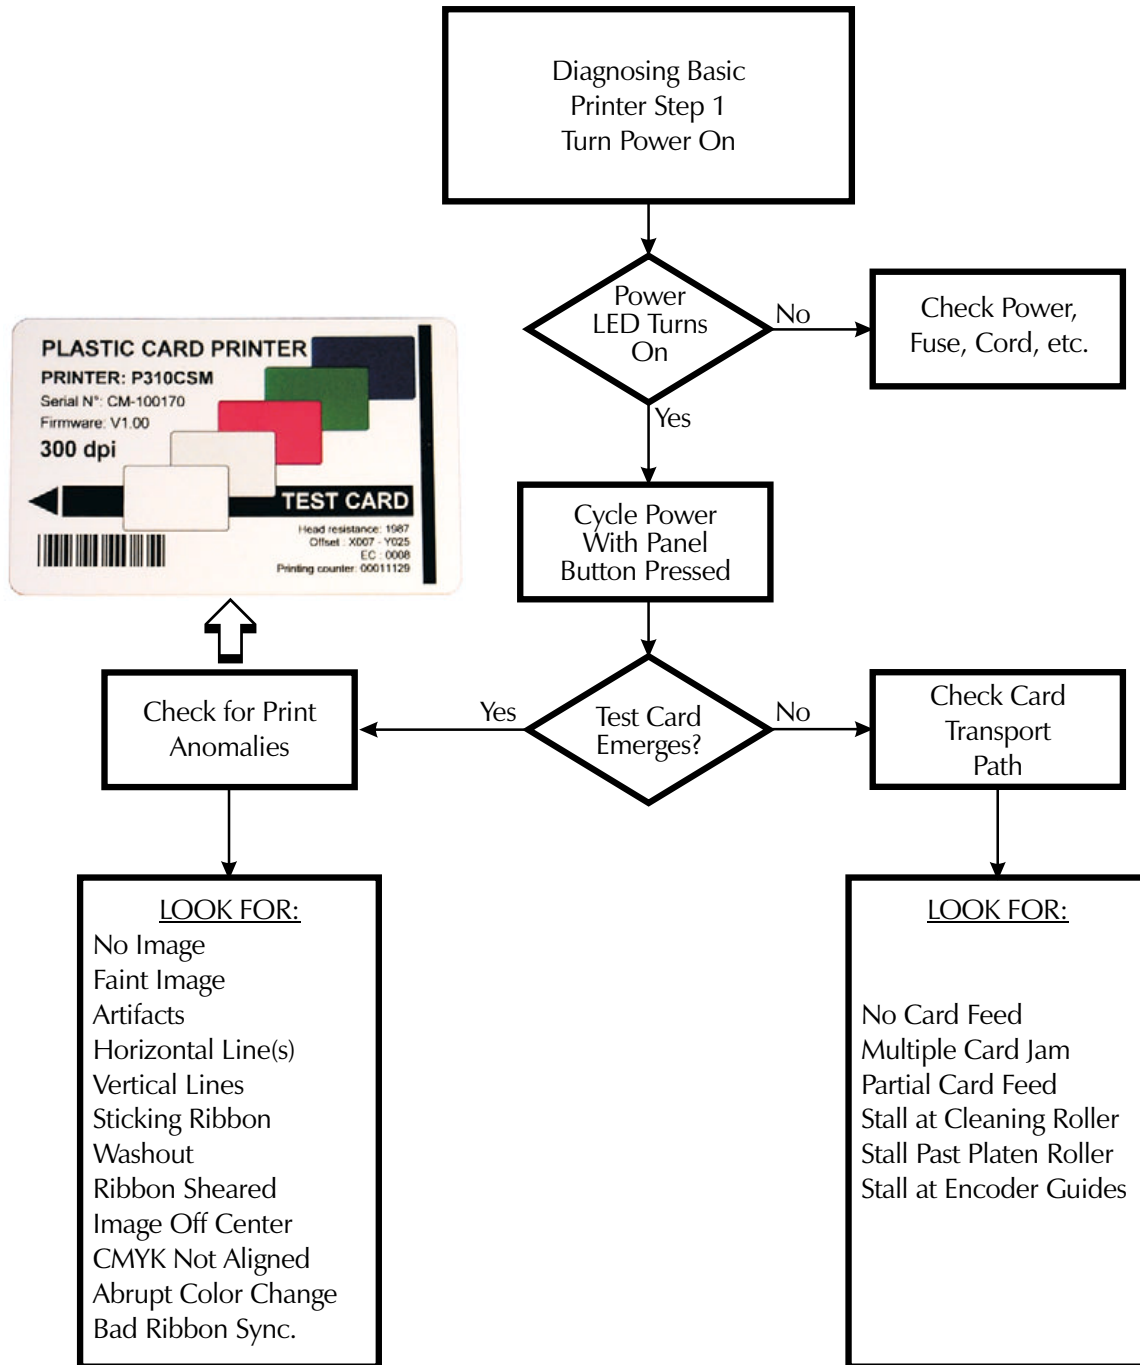 Diagnosing Basic
Printer Step 1
Turn Power On
Power
LED Turns
On
No
Check Power,
Fuse, Cord, etc.
Yes
Cycle Power
With Panel
Button Pressed
PLASTIC CARD PRINTER
PRINTER: P310CSM
Serial N°: CM-100170
Firmware: V1.00
300 dpi
TEST CARD
Head resistance: 1987
Offset : X007 - Y025
EC : 0008
Printing counter: 00011129
Test Card
Emerges?
Yes
No
Check for Print
Anomalies
Check Card
Transport
Path
LOOK FOR:
No Image
Faint Image
Artifacts
Horizontal Line(s)
Vertical Lines
Sticking Ribbon
Washout
Ribbon Sheared
Image Off Center
CMYK Not Aligned
Abrupt Color Change
Bad Ribbon Sync.
LOOK FOR:
No Card Feed
Multiple Card Jam
Partial Card Feed
Stall at Cleaning Roller
Stall Past Platen Roller
Stall at Encoder Guides